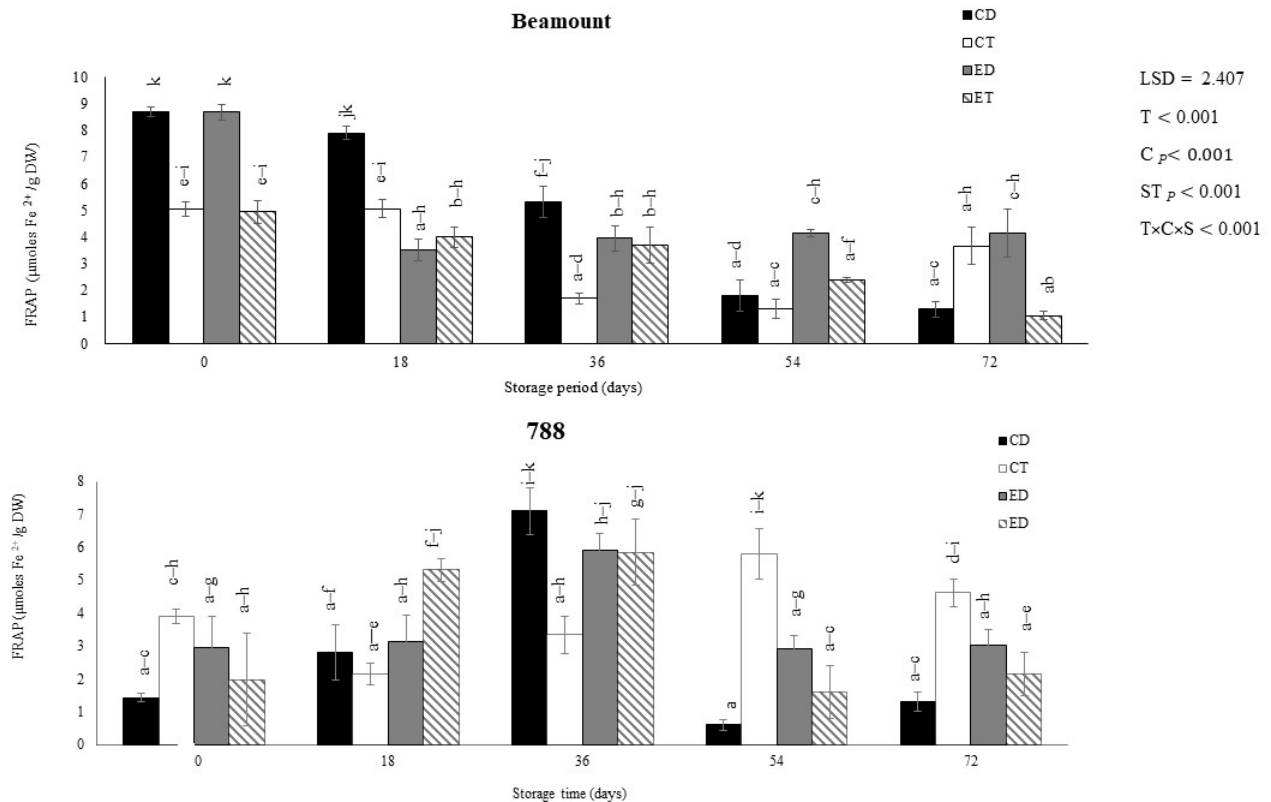 Beamount
CD
CT
ED
ET
LSD = 2.407
T < 0.001
C P< 0.001
ST P < 0.001
T×C×S < 0.001
FRAP (µmoles Fe 2+ /g DW)
10
9
8
7
6
5
4
3
2
1
0
k
e–i
k
e–i
jk
e–i
a–h
b–h
f–j
a–d
b–h
b–h
a–d
a–c
c–h
a–f
a–c
a–h
c–h
ab
0 18 36 54 72
Storage period (days)
788
CD
CT
ED
ED
FRAP (µmoles Fe 2+ /g DW)
8
7
6
5
4
3
2
1
0
a–c
c–h
a–g
a–h
a–f
a–e
a–h
f–j
i–k
a–h
h–j
g–j
a
i–k
a–g
a–c
a–c
d–i
a–h
a–e
0 18 36 54 72
Storage time (days)